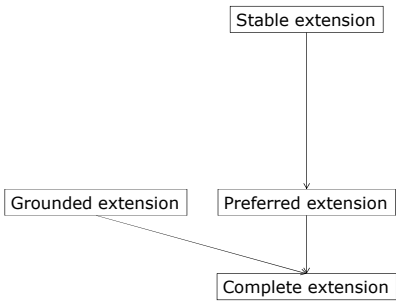 Stable extension
Grounded extension
Preferred extension
Complete extension